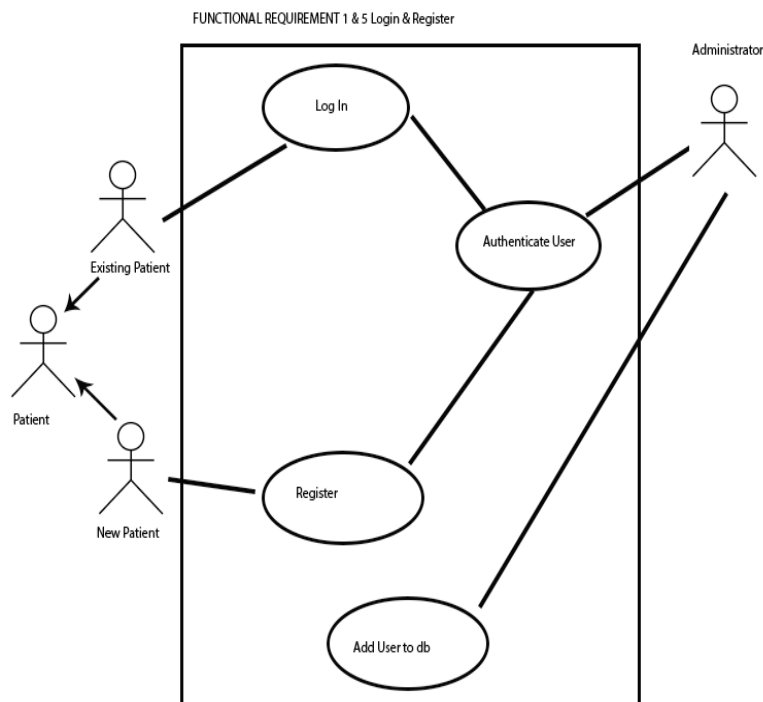 FUNCTIONAL REQUIREMENT 1 & 5 Login & Register
Administrator
Log In
Authenticate User
Existing Patient
Patient
Register
New Patient
Add User to db